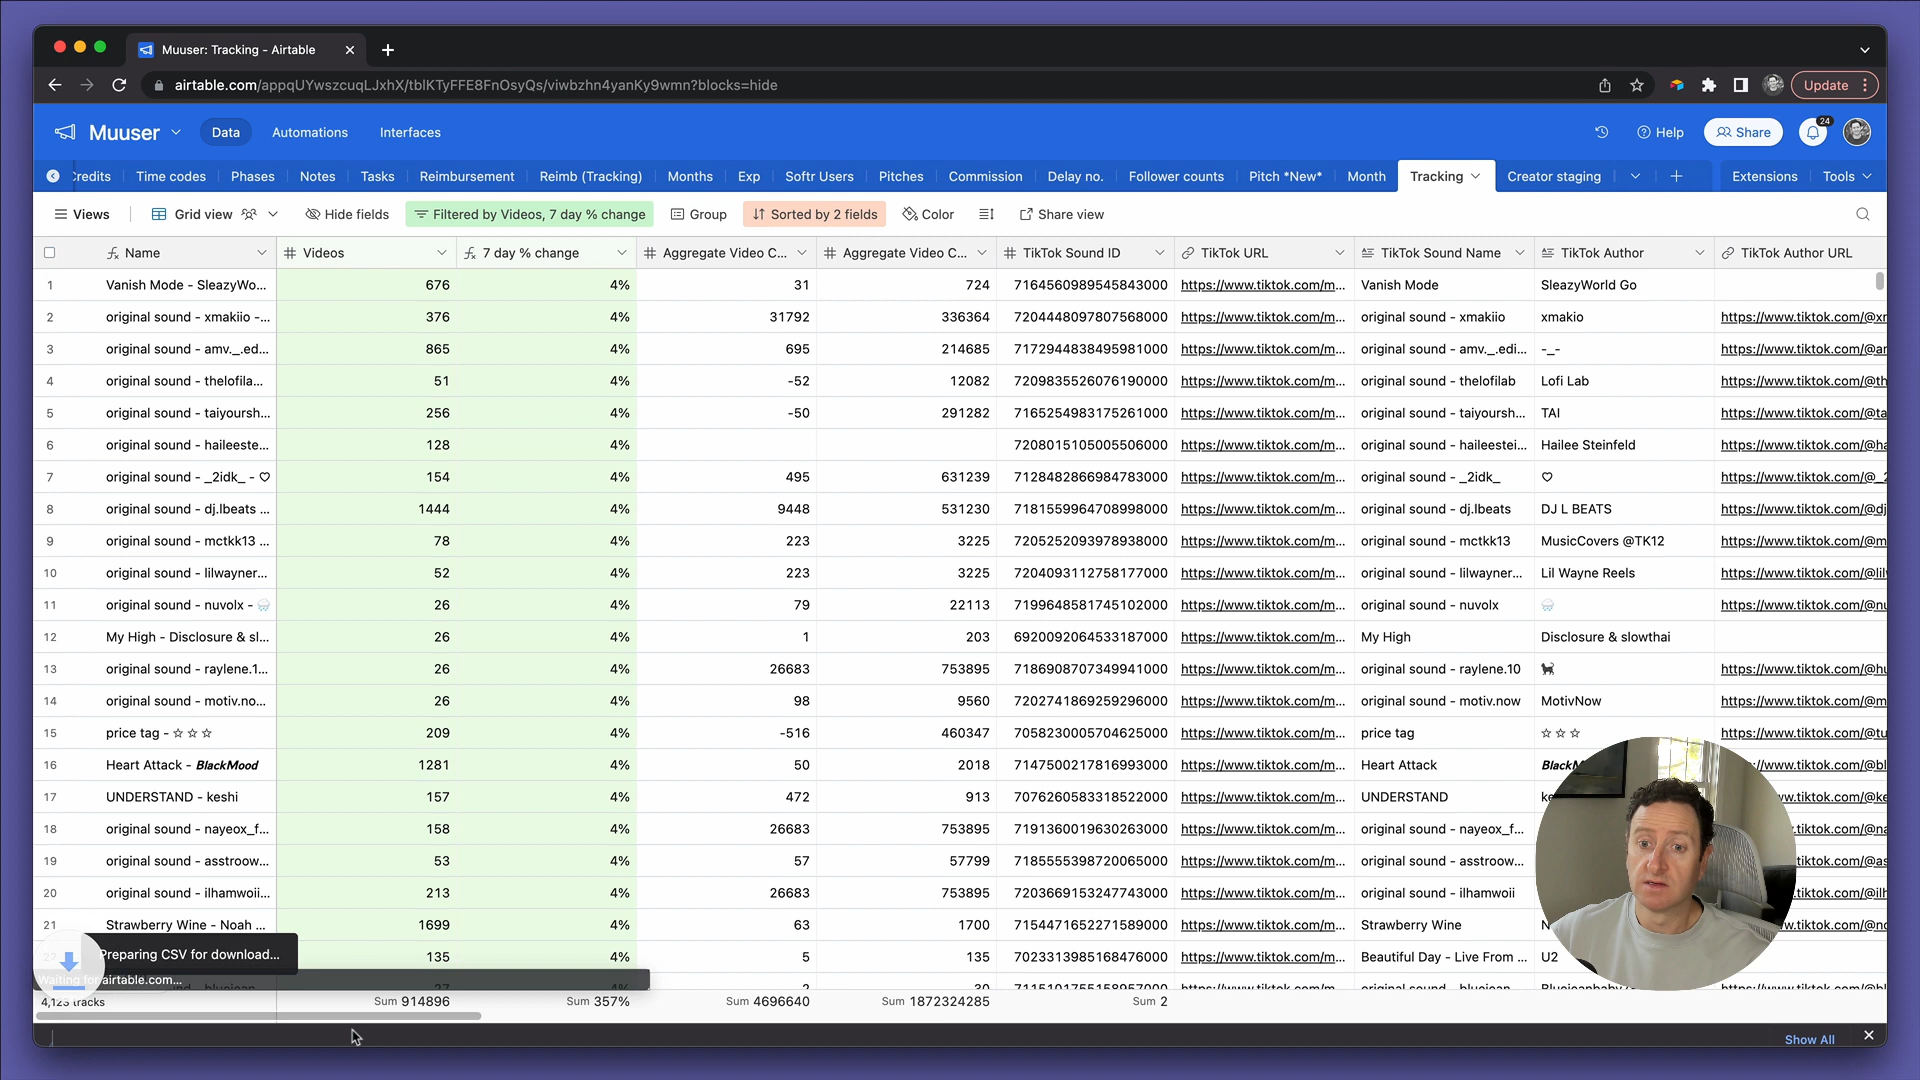 Muuser: Tracking - Airtable
airtable.com/appqUYwszcuqLJxhX/tblKTyFFE8FnOsyQs/viwbzhn4yanKy9wmn?blocks=hide
Update
Muuser Data Automations Interfaces Help Share 24
Credits Time codes Phases Notes Tasks Reimbursement Reimb (Tracking) Months Exp Softr Users Pitches Commission Delay no. Follower counts Pitch *New* Month Tracking Creator staging Extensions Tools
Views Grid view Hide fields Filtered by Videos, 7 day % change Group Sorted by 2 fields Color Share view
Name Videos 7 day % change Aggregate Video C... Aggregate Video C... TikTok Sound ID TikTok URL TikTok Sound Name TikTok Author TikTok Author URL
1 Vanish Mode - SleazyWo... 676 4% 31 724 7164560989545843000 https://www.tiktok.com/m... Vanish Mode SleazyWorld Go
2 original sound - xmakiio -... 376 4% 31792 336364 7204448097807568000 https://www.tiktok.com/m... original sound - xmakiio xmakio https://www.tiktok.com/@xr
3 original sound - amv._.ed... 865 4% 695 214685 7172944838495981000 https://www.tiktok.com/m... original sound - amv._.edi... -_- https://www.tiktok.com/@ar
4 original sound - thelofila... 51 4% -52 12082 7209835526076190000 https://www.tiktok.com/m... original sound - thelofilab Lofi Lab https://www.tiktok.com/@th
5 original sound - taiyoursh... 256 4% -50 291282 7165254983175261000 https://www.tiktok.com/m... original sound - taiyoursh... TAI https://www.tiktok.com/@ta
6 original sound - haileeste... 128 4% 7208015105005506000 https://www.tiktok.com/m... original sound - haileestei... Hailee Steinfeld https://www.tiktok.com/@ha
7 original sound - _2idk_ - ♡ 154 4% 495 631239 7128482866984783000 https://www.tiktok.com/m... original sound - _2idk_ ♡ https://www.tiktok.com/@_2
8 original sound - dj.lbeats ... 1444 4% 9448 531230 7181559964708998000 https://www.tiktok.com/m... original sound - dj.lbeats DJ L BEATS https://www.tiktok.com/@dj
9 original sound - mctkk13 ... 78 4% 223 3225 7205252093978938000 https://www.tiktok.com/m... original sound - mctkk13 MusicCovers @TK12 https://www.tiktok.com/@m
10 original sound - lilwayner... 52 4% 223 3225 7204093112758177000 https://www.tiktok.com/m... original sound - lilwayner... Lil Wayne Reels https://www.tiktok.com/@lil
11 original sound - nuvolx - 🌧 26 4% 79 22113 7199648581745102000 https://www.tiktok.com/m... original sound - nuvolx 🌧 https://www.tiktok.com/@nu
12 My High - Disclosure & sl... 26 4% 1 203 6920092064533187000 https://www.tiktok.com/m... My High Disclosure & slowthai
13 original sound - raylene.1... 26 4% 26683 753895 7186908707349941000 https://www.tiktok.com/m... original sound - raylene.10 🐈‍⬛ https://www.tiktok.com/@hu
14 original sound - motiv.no... 26 4% 98 9560 7202741869259296000 https://www.tiktok.com/m... original sound - motiv.now MotivNow https://www.tiktok.com/@m
15 price tag - ☆ ☆ ☆ 209 4% -516 460347 7058230005704625000 https://www.tiktok.com/m... price tag ☆ ☆ ☆ https://www.tiktok.com/@tu
16 Heart Attack - BlackMood 1281 4% 50 2018 7147500217816993000 https://www.tiktok.com/m... Heart Attack BlackM .tiktok.com/@bl
17 UNDERSTAND - keshi 157 4% 472 913 7076260583318522000 https://www.tiktok.com/m... UNDERSTAND ke .tiktok.com/@ke
18 original sound - nayeox_f... 158 4% 26683 753895 7191360019630263000 https://www.tiktok.com/m... original sound - nayeox_f... .tiktok.com/@na
19 original sound - asstroow... 53 4% 57 57799 7185555398720065000 https://www.tiktok.com/m... original sound - asstroow... .tiktok.com/@as
20 original sound - ilhamwoii... 213 4% 26683 753895 7203669153247743000 https://www.tiktok.com/m... original sound - ilhamwoii .tiktok.com/@ilh
21 Strawberry Wine - Noah ... 1699 4% 63 1700 7154471652271589000 https://www.tiktok.com/m... Strawberry Wine N .tiktok.com/@no
135 4% 5 135 7023313985168476000 https://www.tiktok.com/m... Beautiful Day - Live From ... U2
Preparing CSV for download...
Waiting for airtable.com...
4,123 tracks Sum 914896 Sum 357% Sum 4696640 Sum 1872324285 Sum 2
Show All